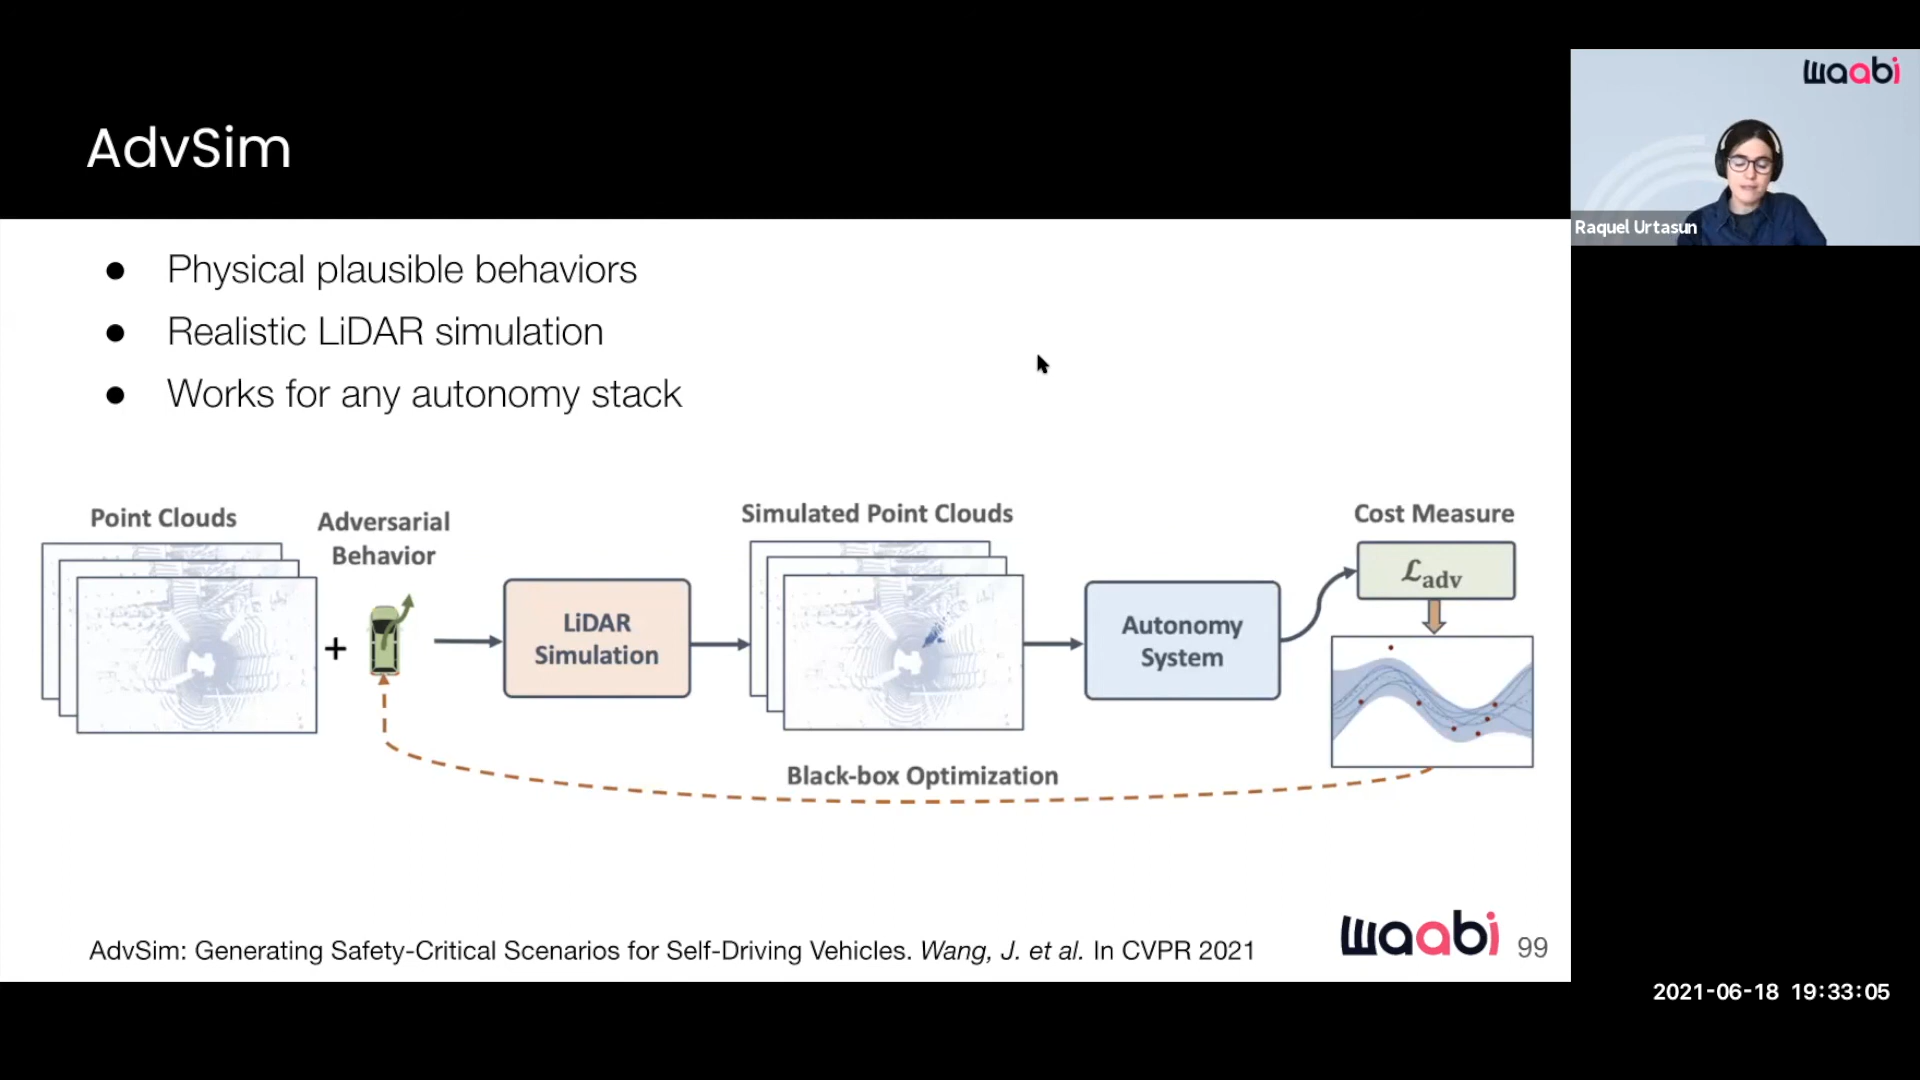 waabi
AdvSim
Raquel Urtasun
● Physical plausible behaviors
● Realistic LiDAR simulation
● Works for any autonomy stack
Point Clouds
Adversarial
Behavior
Simulated Point Clouds
Cost Measure
+
LiDAR
Simulation
Autonomy
System
ℒadv
Black-box Optimization
AdvSim: Generating Safety-Critical Scenarios for Self-Driving Vehicles. Wang, J. et al. In CVPR 2021
waabi 99
2021-06-18 19:33:05